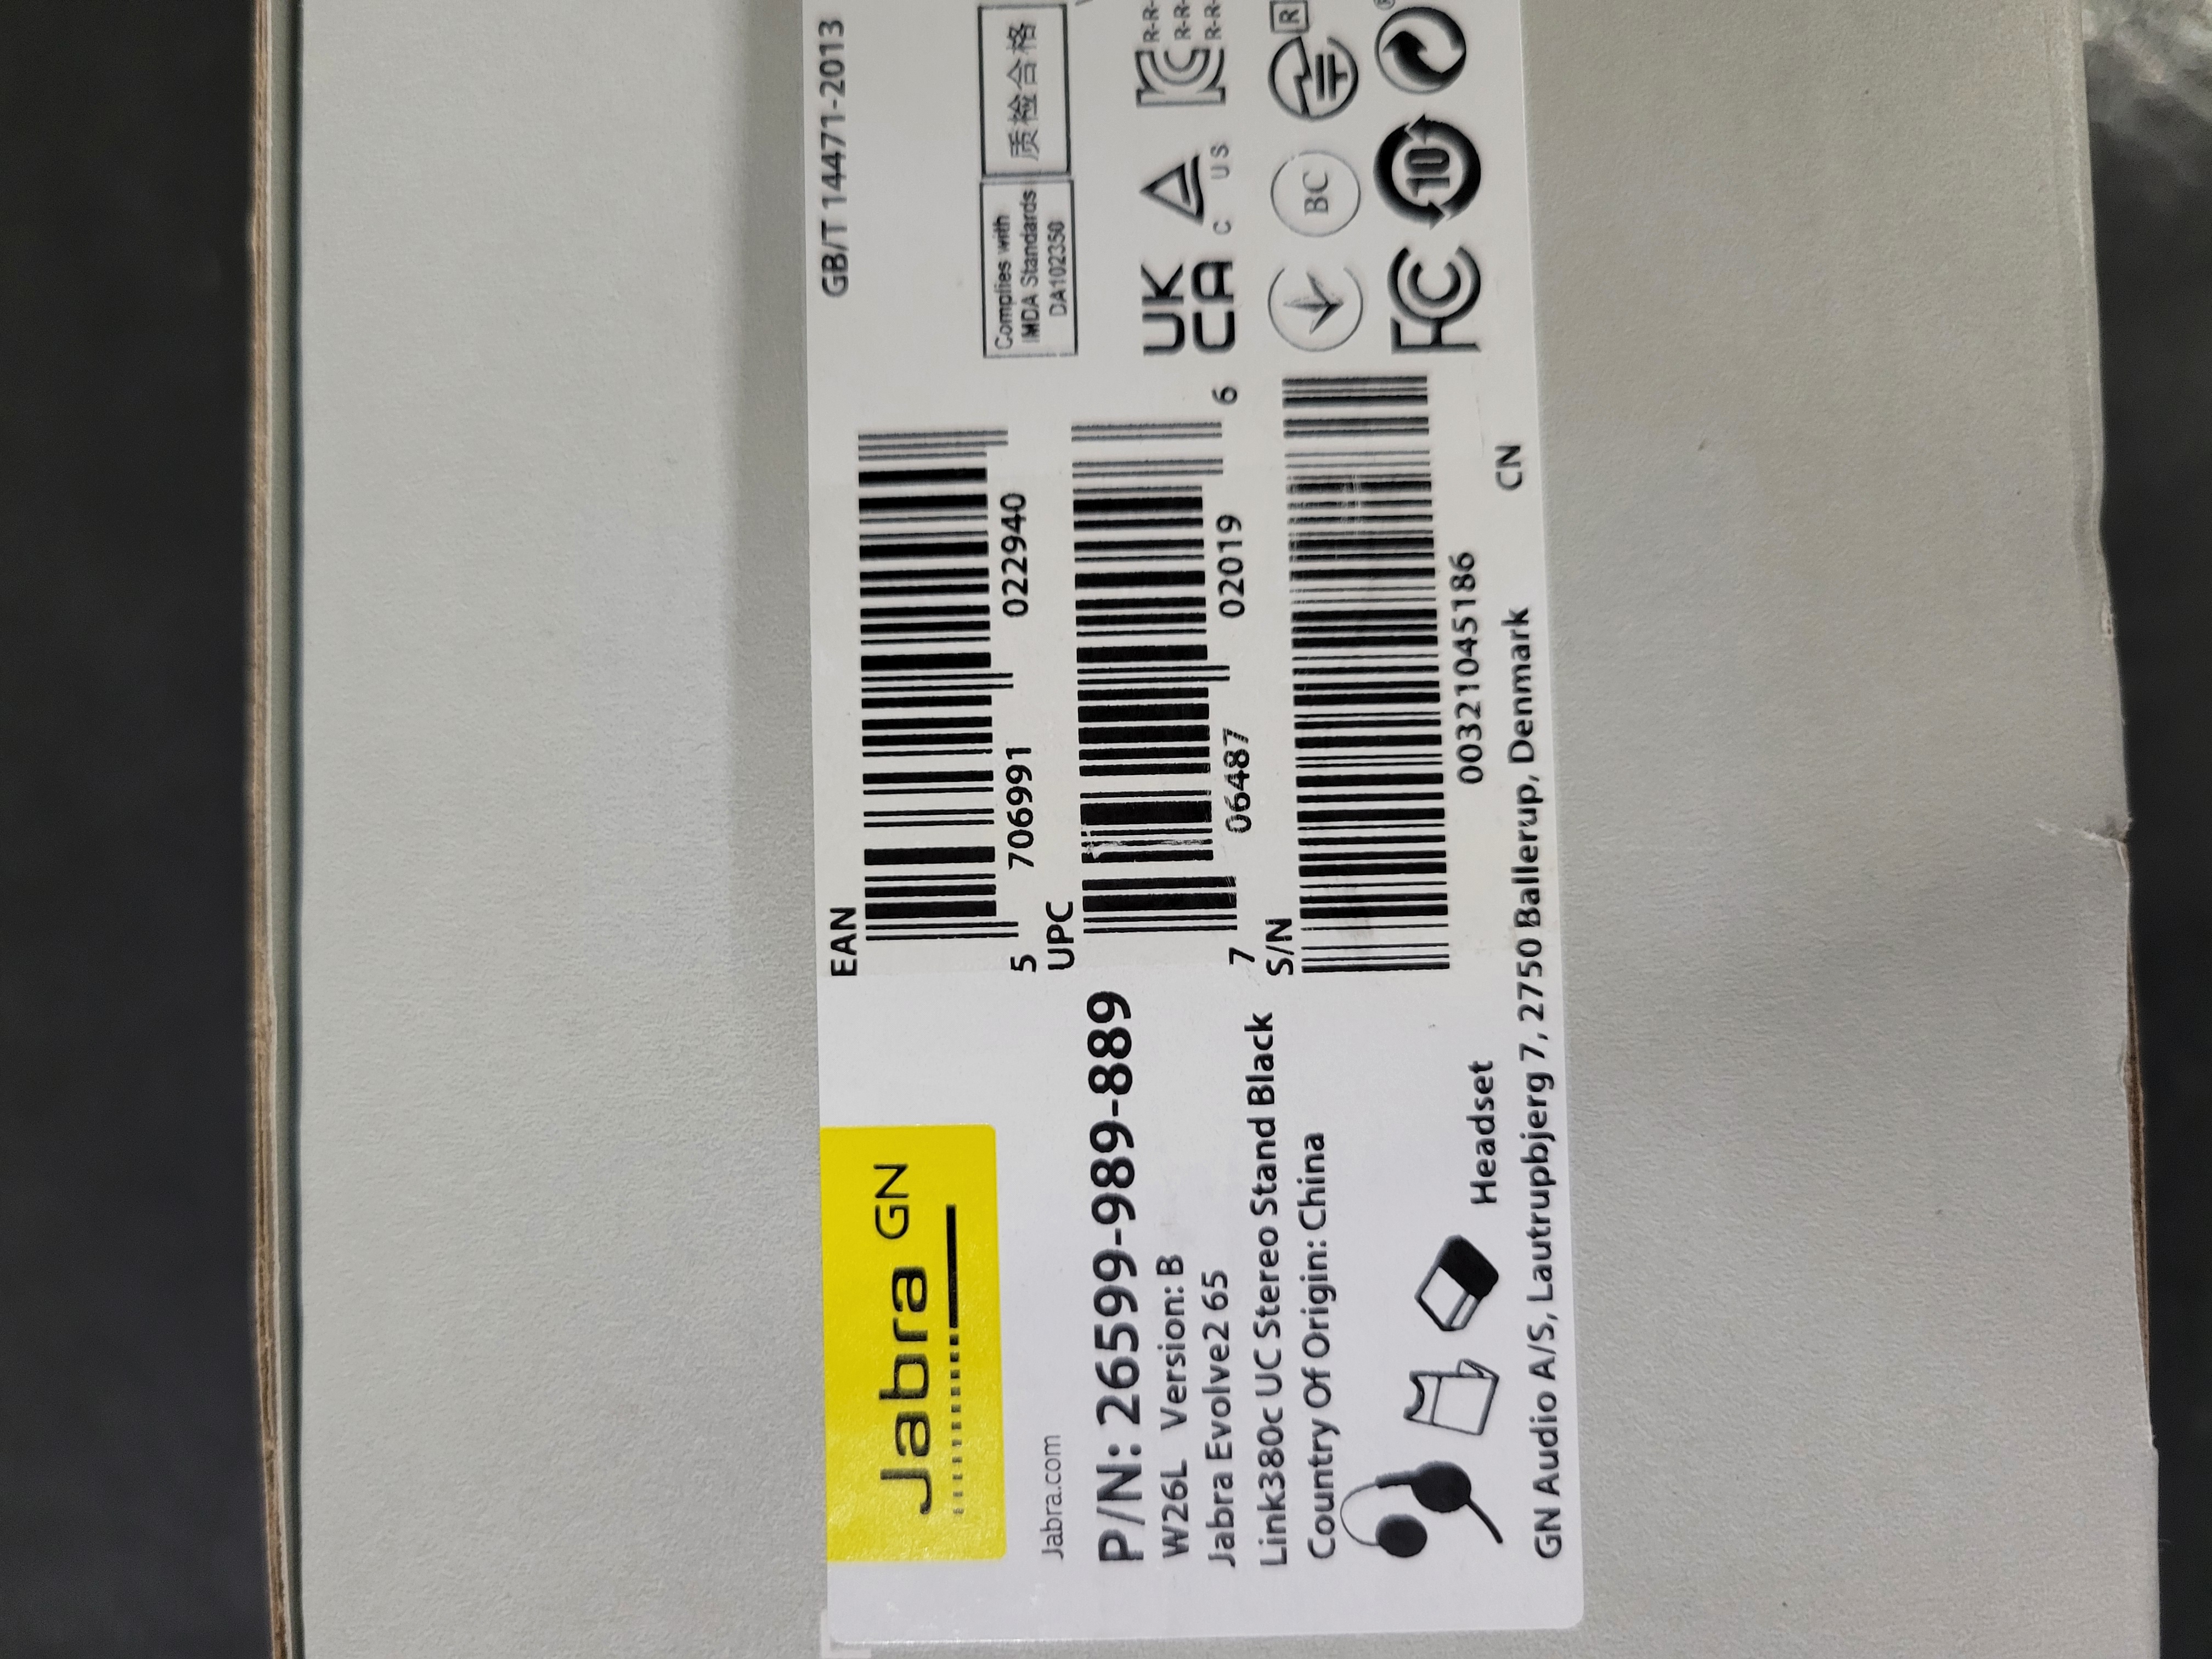 Jabra GN
Jabra.com
P/N: 26599-989-889
W26L Version: B
Jabra Evolve2 65
Link380c UC Stereo Stand Black
Country Of Origin: China
Headset
GN Audio A/S, Lautrupbjerg 7, 2750 Ballerup, Denmark CN
EAN
5 706991 022940
UPC
7 06487 02019 6
S/N
00321045186
GB/T 14471-2013
Complies with
IMDA Standards
DA102350
质检合格
UK
CA
C US
R-R-
R-R-
R-R-
BC
R
FC
10